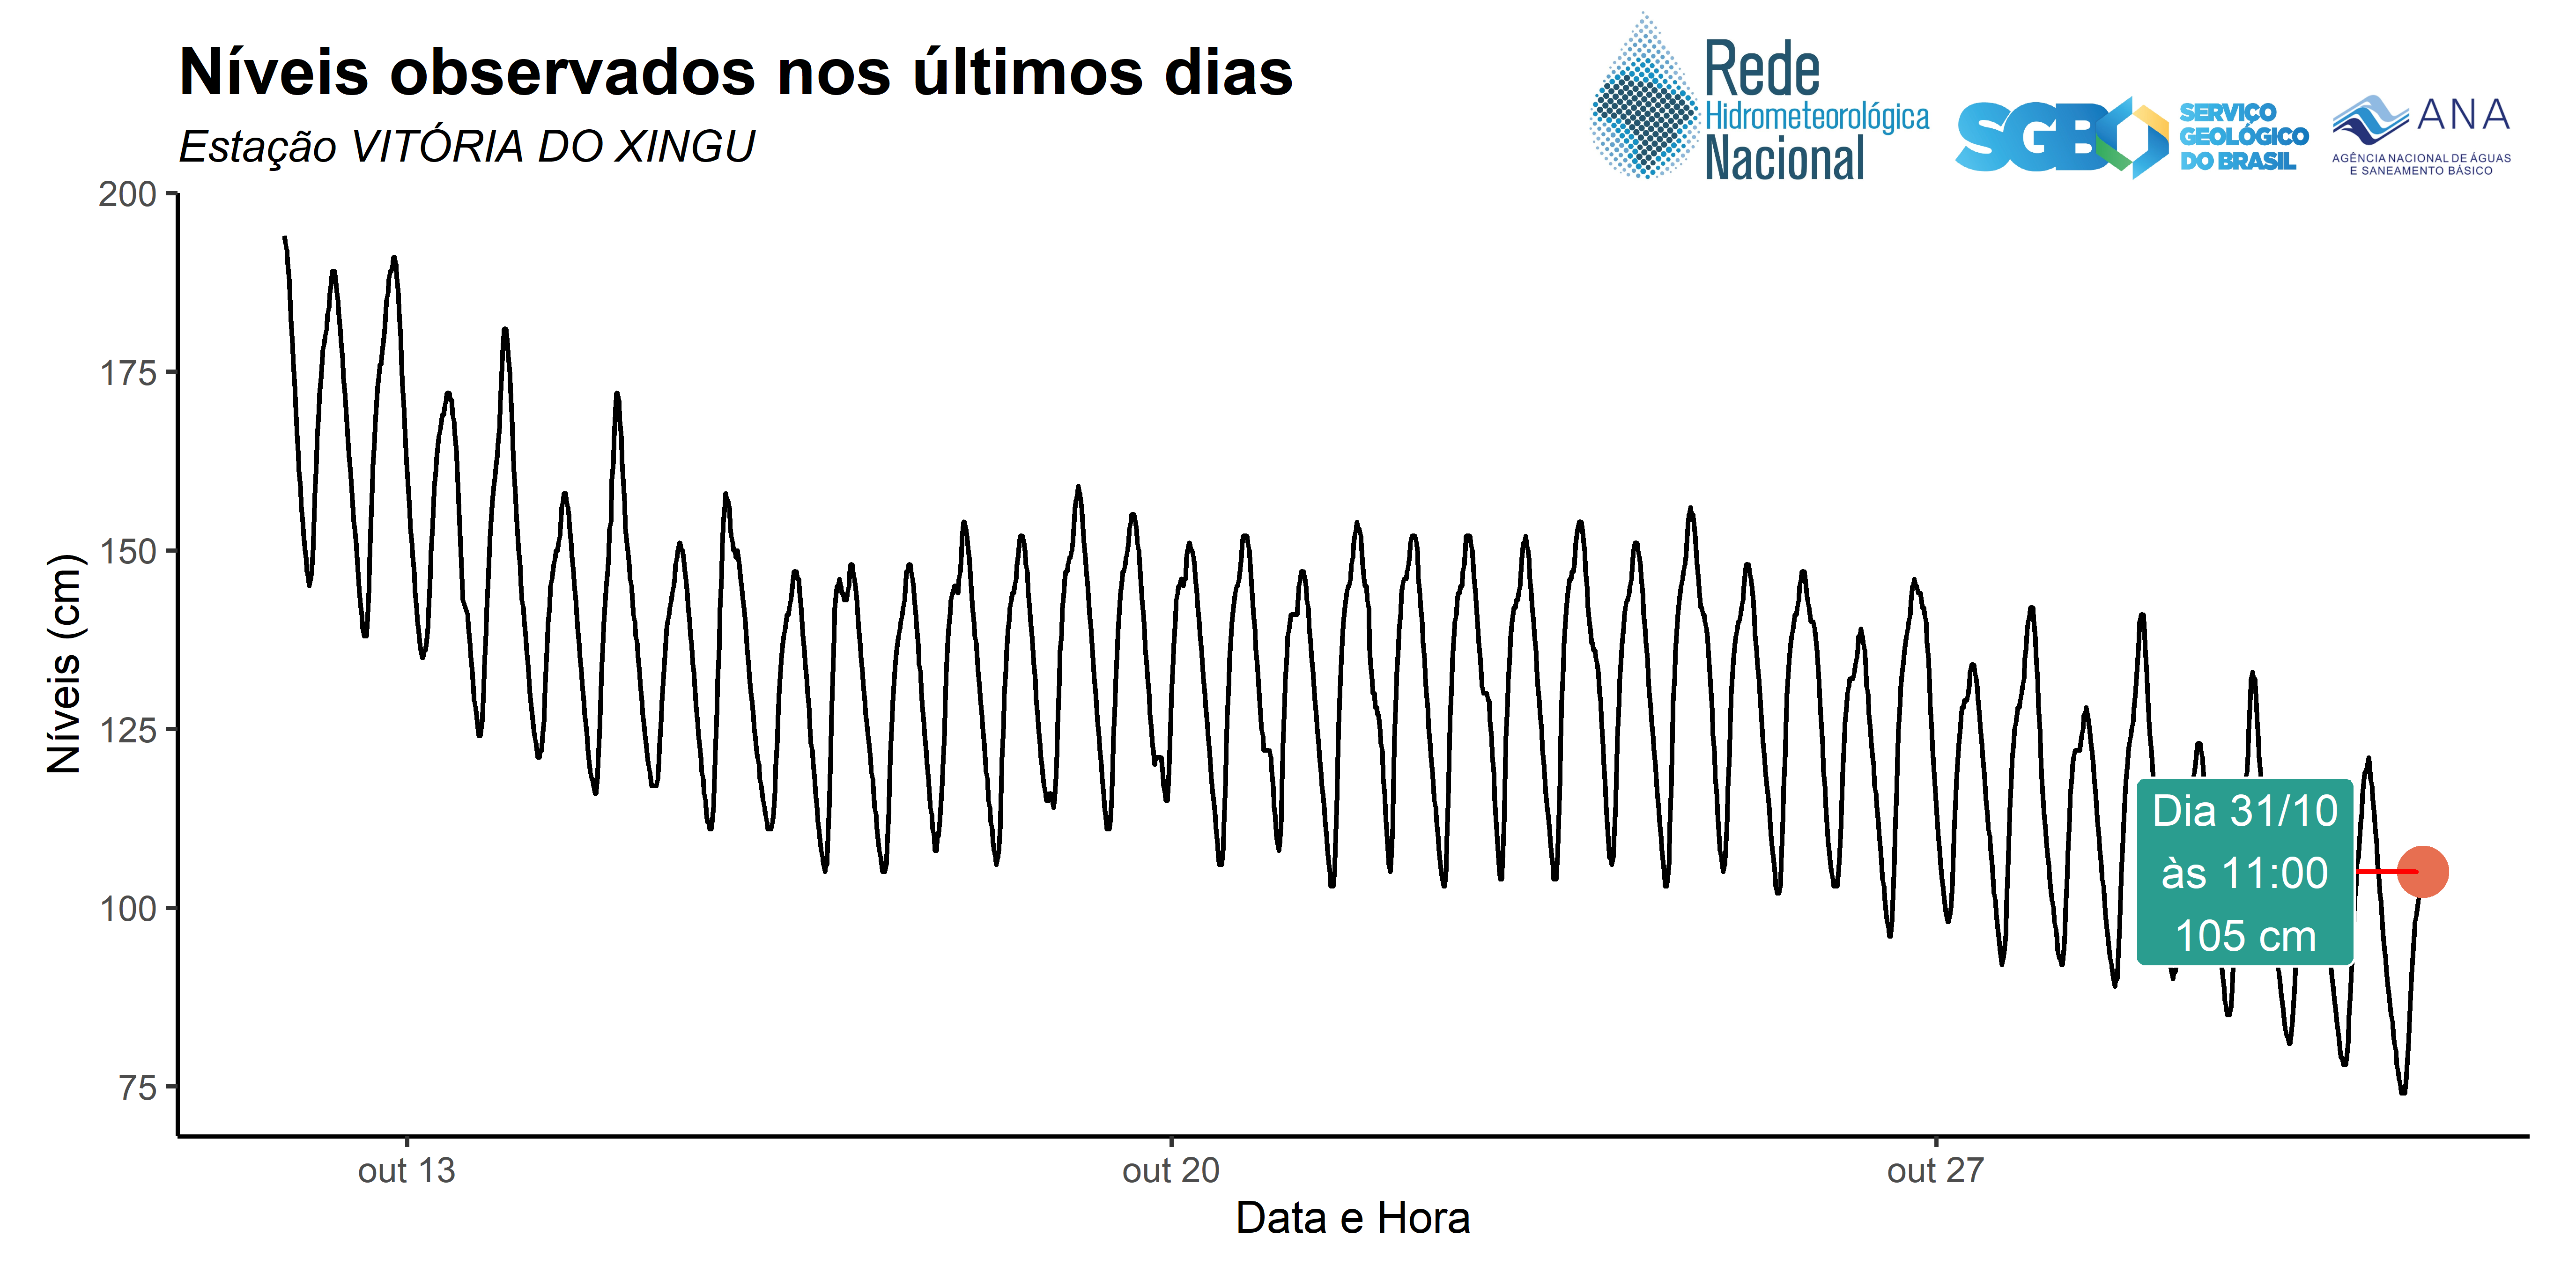 Níveis observados nos últimos dias
Estação VITÓRIA DO XINGU
Rede
Hidrometeorológica
Nacional
SGB
SERVIÇO
GEOLÓGICO
DO BRASIL
ANA
AGÊNCIA NACIONAL DE ÁGUAS
E SANEAMENTO BÁSICO
Níveis (cm)
200
175
150
125
100
75
Dia 31/10
às 11:00
105 cm
out 13
out 20
out 27
Data e Hora